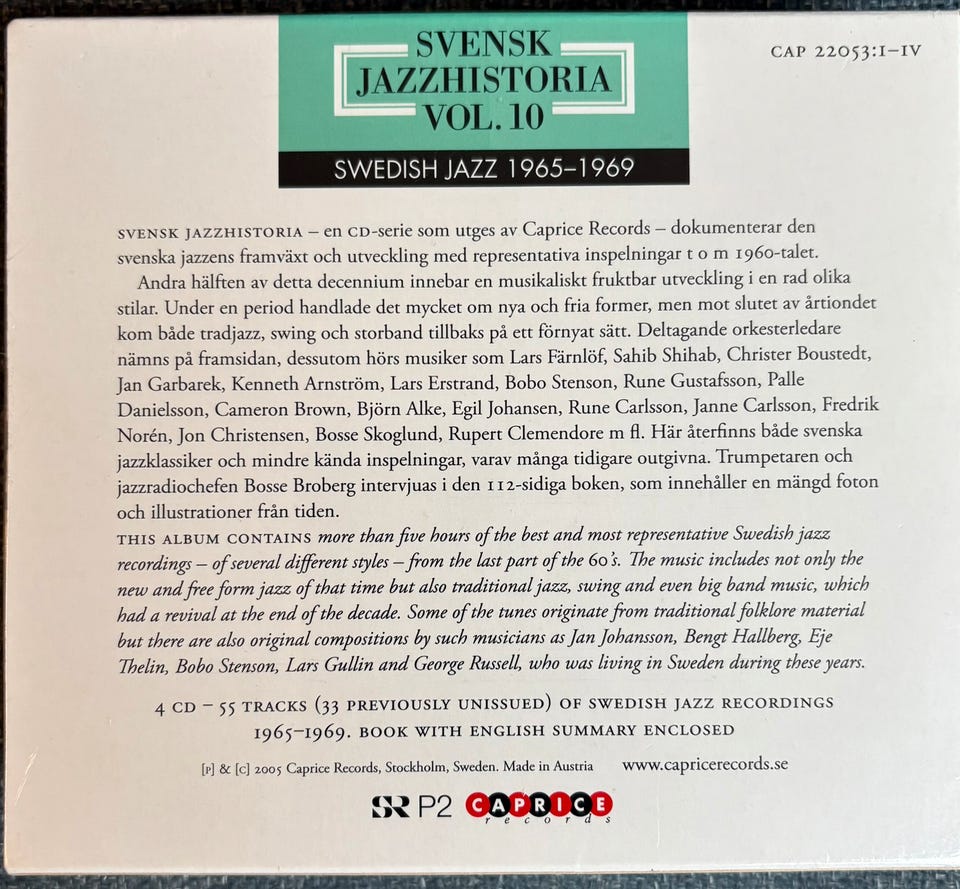 SVENSK
JAZZHISTORIA
VOL. 10
SWEDISH JAZZ 1965–1969
CAP 22053:I–IV
SVENSK JAZZHISTORIA – en CD-serie som utges av Caprice Records – dokumenterar den
svenska jazzens framväxt och utveckling med representativa inspelningar t o m 1960-talet.
Andra hälften av detta decennium innebar en musikaliskt fruktbar utveckling i en rad olika
stilar. Under en period handlade det mycket om nya och fria former, men mot slutet av årtiondet
kom både tradjazz, swing och storband tillbaks på ett förnyat sätt. Deltagande orkesterledare
nämns på framsidan, dessutom hörs musiker som Lars Färnlöf, Sahib Shihab, Christer Boustedt,
Jan Garbarek, Kenneth Arnström, Lars Erstrand, Bobo Stenson, Rune Gustafsson, Palle
Danielsson, Cameron Brown, Björn Alke, Egil Johansen, Rune Carlsson, Janne Carlsson, Fredrik
Norén, Jon Christensen, Bosse Skoglund, Rupert Clemendore m fl. Här återfinns både svenska
jazzklassiker och mindre kända inspelningar, varav många tidigare outgivna. Trumpetaren och
jazzradiochefen Bosse Broberg intervjuas i den 112-sidiga boken, som innehåller en mängd foton
och illustrationer från tiden.
THIS ALBUM CONTAINS more than five hours of the best and most representative Swedish jazz
recordings – of several different styles – from the last part of the 60's. The music includes not only the
new and free form jazz of that time but also traditional jazz, swing and even big band music, which
had a revival at the end of the decade. Some of the tunes originate from traditional folklore material
but there are also original compositions by such musicians as Jan Johansson, Bengt Hallberg, Eje
Thelin, Bobo Stenson, Lars Gullin and George Russell, who was living in Sweden during these years.
4 CD – 55 TRACKS (33 PREVIOUSLY UNISSUED) OF SWEDISH JAZZ RECORDINGS
1965–1969. BOOK WITH ENGLISH SUMMARY ENCLOSED
[P] & [C] 2005 Caprice Records, Stockholm, Sweden. Made in Austria www.capricerecords.se
SR P2 CAPRICE
records